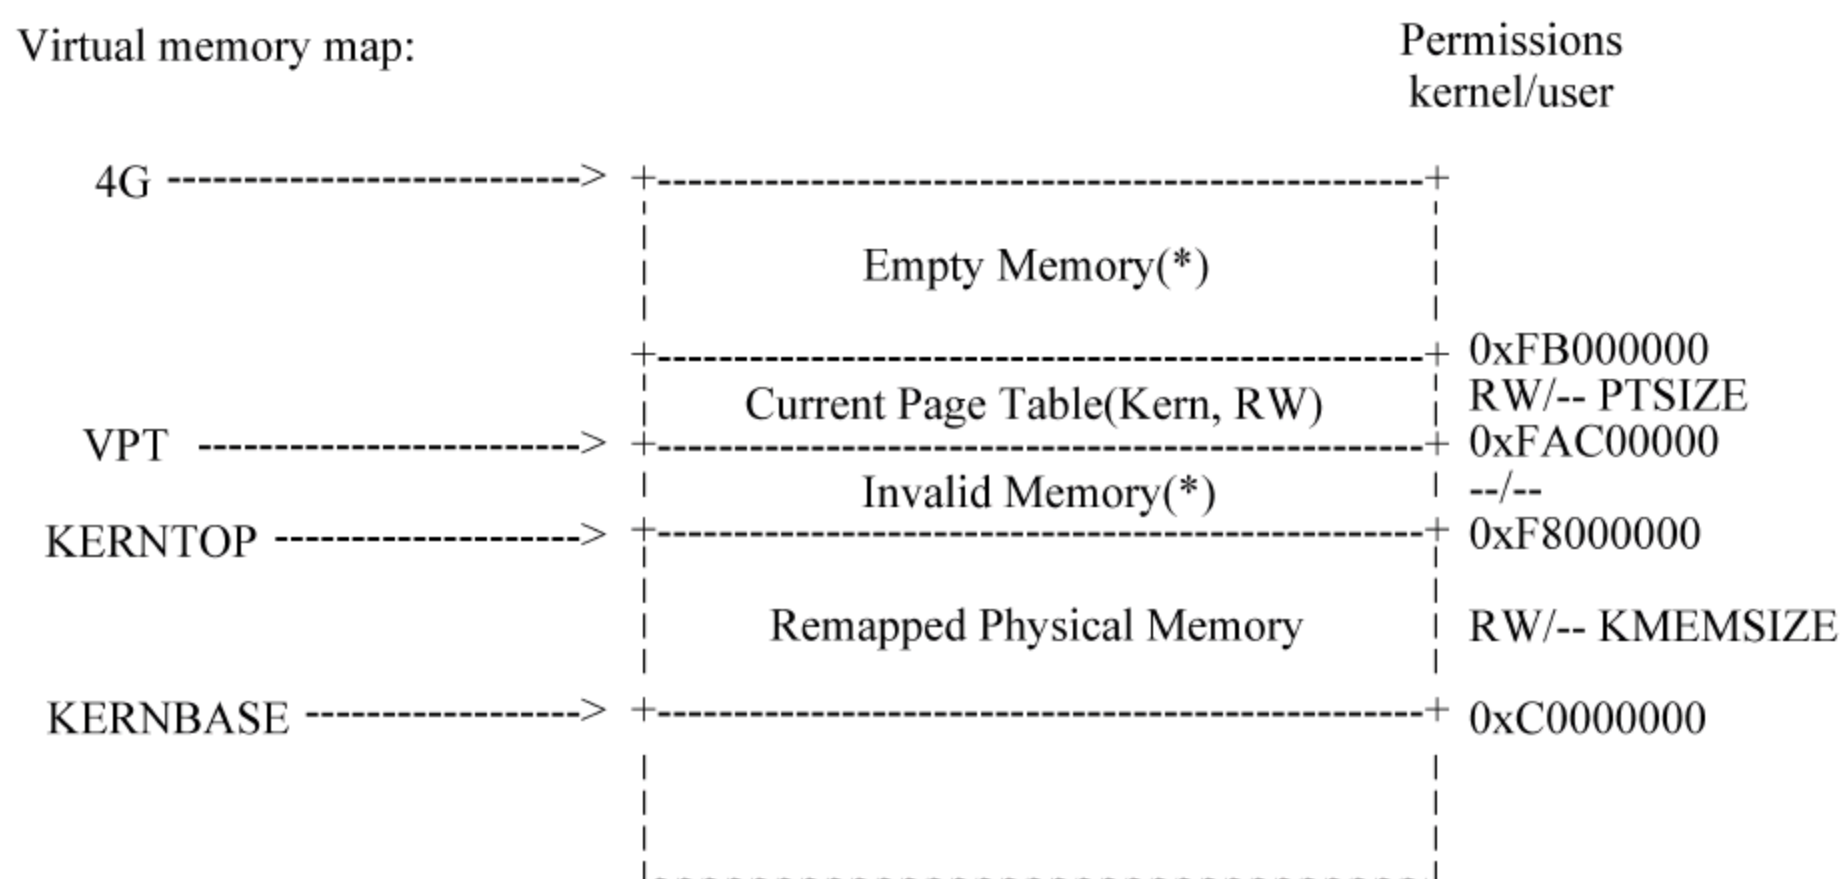 Virtual memory map:
Permissions
kernel/user
4G ---------------------------> +--------------------------------------------------+
| Empty Memory(*) |
+--------------------------------------------------+ 0xFB000000
| Current Page Table(Kern, RW) | RW/-- PTSIZE
VPT -------------------------> +--------------------------------------------------+ 0xFAC00000
| Invalid Memory(*) | --/--
KERNTOP --------------------> +--------------------------------------------------+ 0xF8000000
| Remapped Physical Memory | RW/-- KMEMSIZE
KERNBASE ------------------> +--------------------------------------------------+ 0xC0000000